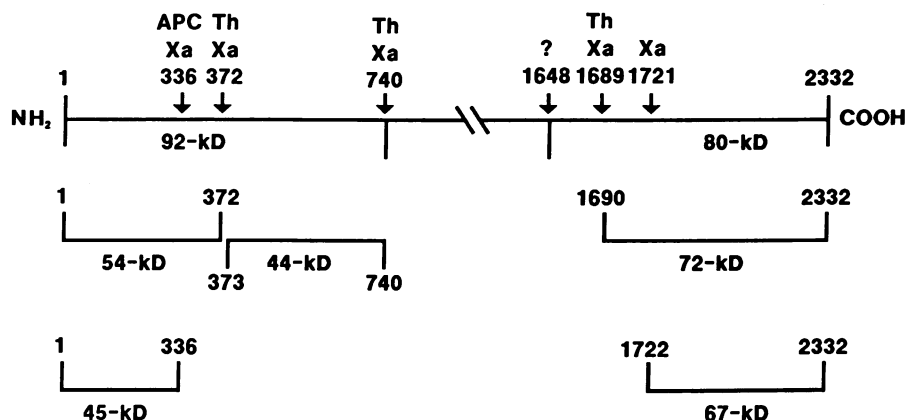 APC Th Th Th
Xa Xa Xa ? Xa Xa
1 336 372 740 1648 1689 1721 2332
NH₂ COOH
92-kD 80-kD
1 372 1690 2332
54-kD 44-kD 72-kD
373 740
1 336 1722 2332
45-kD 67-kD